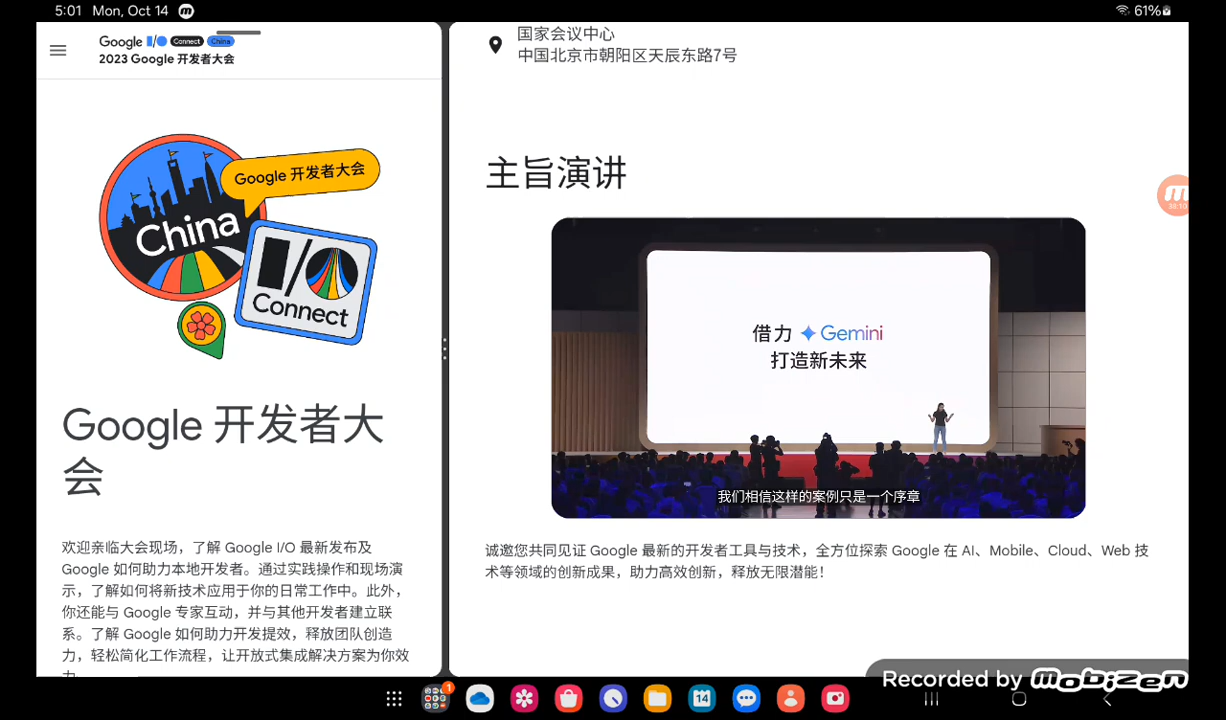 5:01 Mon, Oct 14
61%
Google I/O Connect China
2023 Google 开发者大会
Google 开发者大会
China
I/O
Connect
Google 开发者大
会
欢迎亲临大会现场，了解 Google I/O 最新发布及
Google 如何助力本地开发者。通过实践操作和现场演
示，了解如何将新技术应用于你的日常工作中。此外，
你还能与 Google 专家互动，并与其他开发者建立联
系。了解 Google 如何助力开发提效，释放团队创造
力，轻松简化工作流程，让开放式集成解决方案为你效
力。
国家会议中心
中国北京市朝阳区天辰东路7号
主旨演讲
借力 Gemini
打造新未来
我们相信这样的案例只是一个序章
诚邀您共同见证 Google 最新的开发者工具与技术，全方位探索 Google 在 AI、Mobile、Cloud、Web 技
术等领域的创新成果，助力高效创新，释放无限潜能！
1
14
Recorded by mobizen